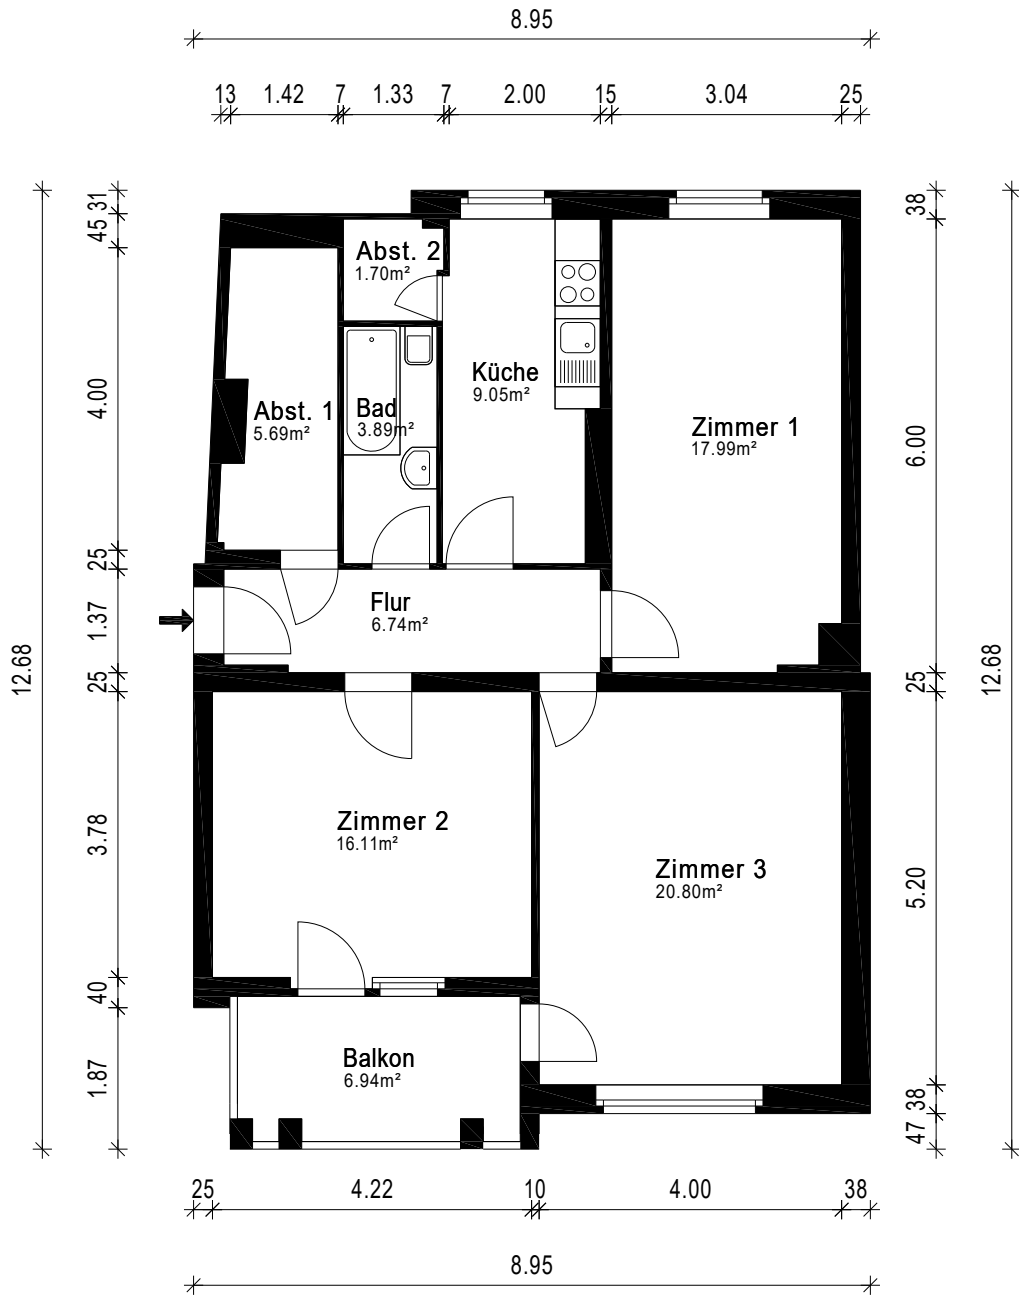 8.95
13 1.42 7 1.33 7 2.00 15 3.04 25
31
45
4.00
25
1.37
25
3.78
40
1.87
12.68
38
6.00
25
5.20
38
47
12.68
Abst. 2
1.70m²
Küche
9.05m²
Abst. 1
5.69m²
Bad
3.89m²
Zimmer 1
17.99m²
Flur
6.74m²
Zimmer 2
16.11m²
Zimmer 3
20.80m²
Balkon
6.94m²
25 4.22 10 4.00 38
8.95